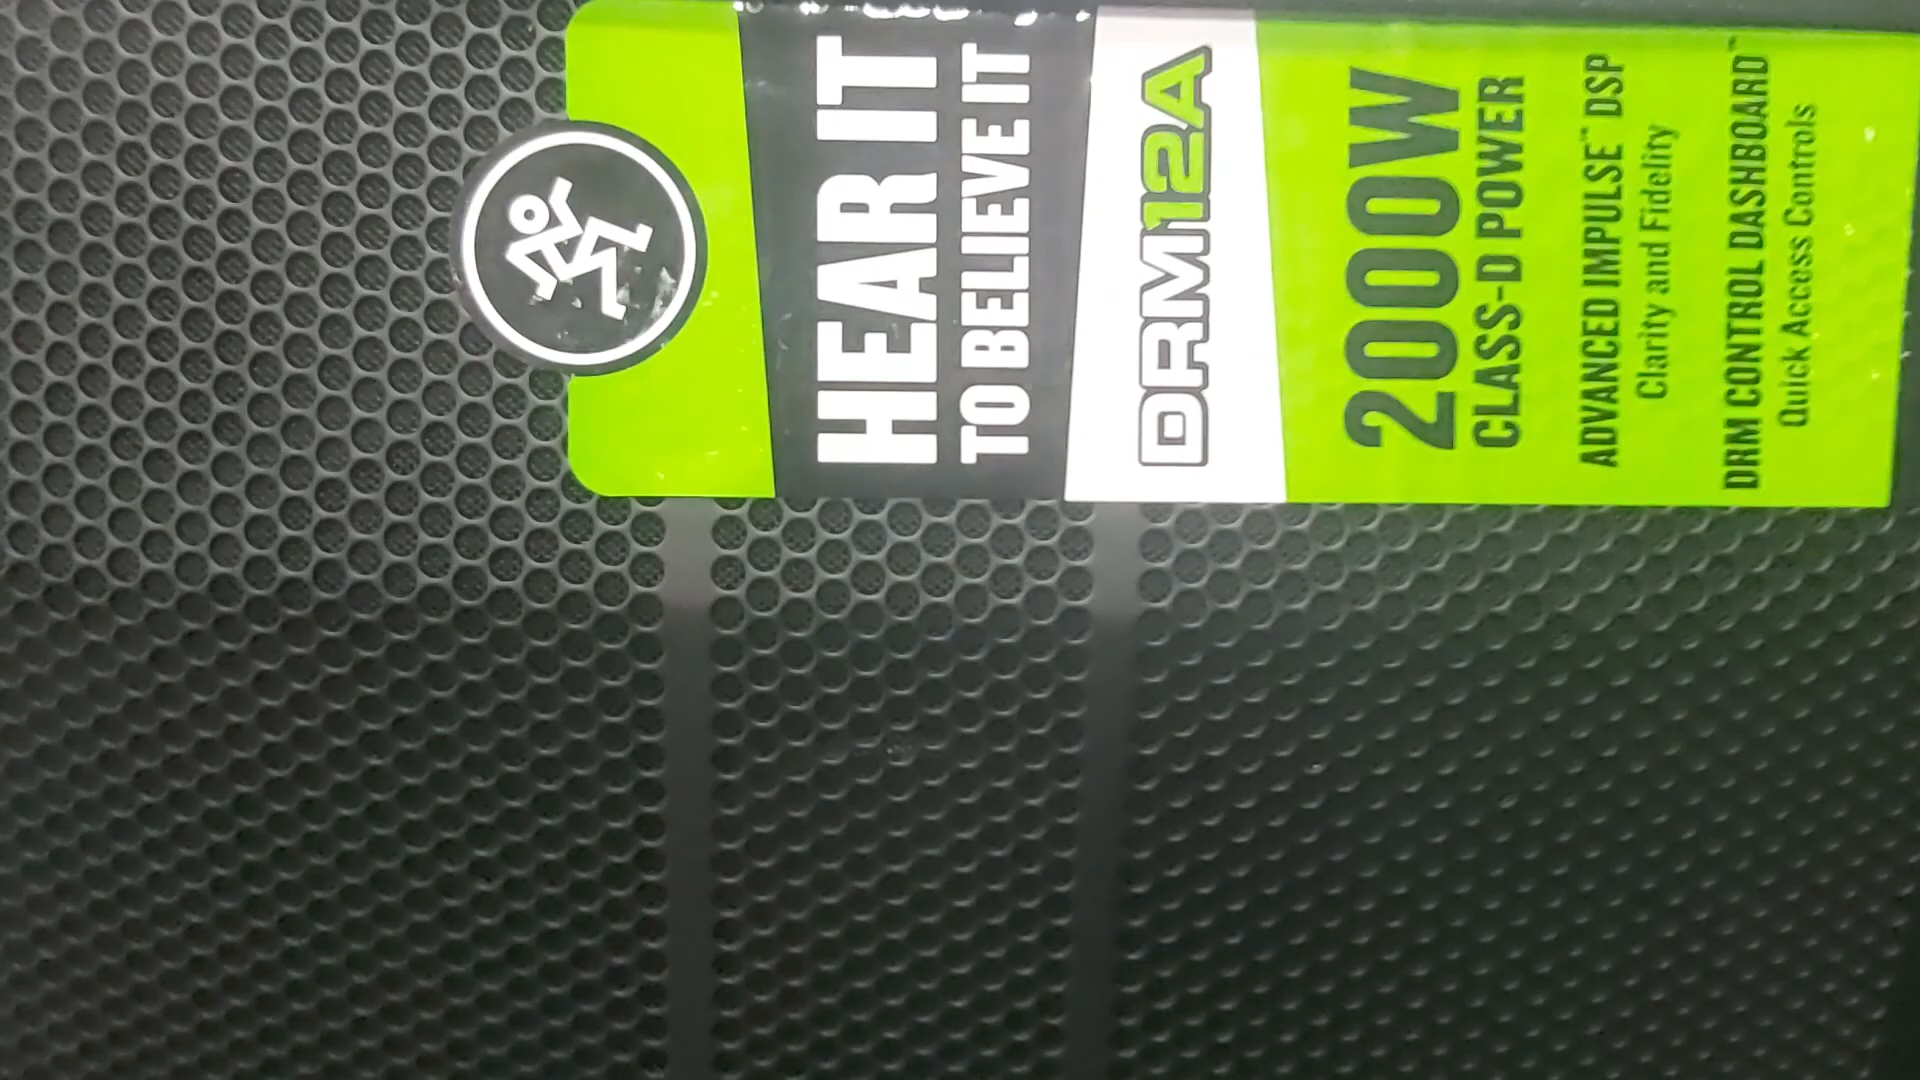 HEAR IT
TO BELIEVE IT
DRM12A
2000W
CLASS-D POWER
ADVANCED IMPULSE™ DSP
Clarity and Fidelity
DRM CONTROL DASHBOARD™
Quick Access Controls